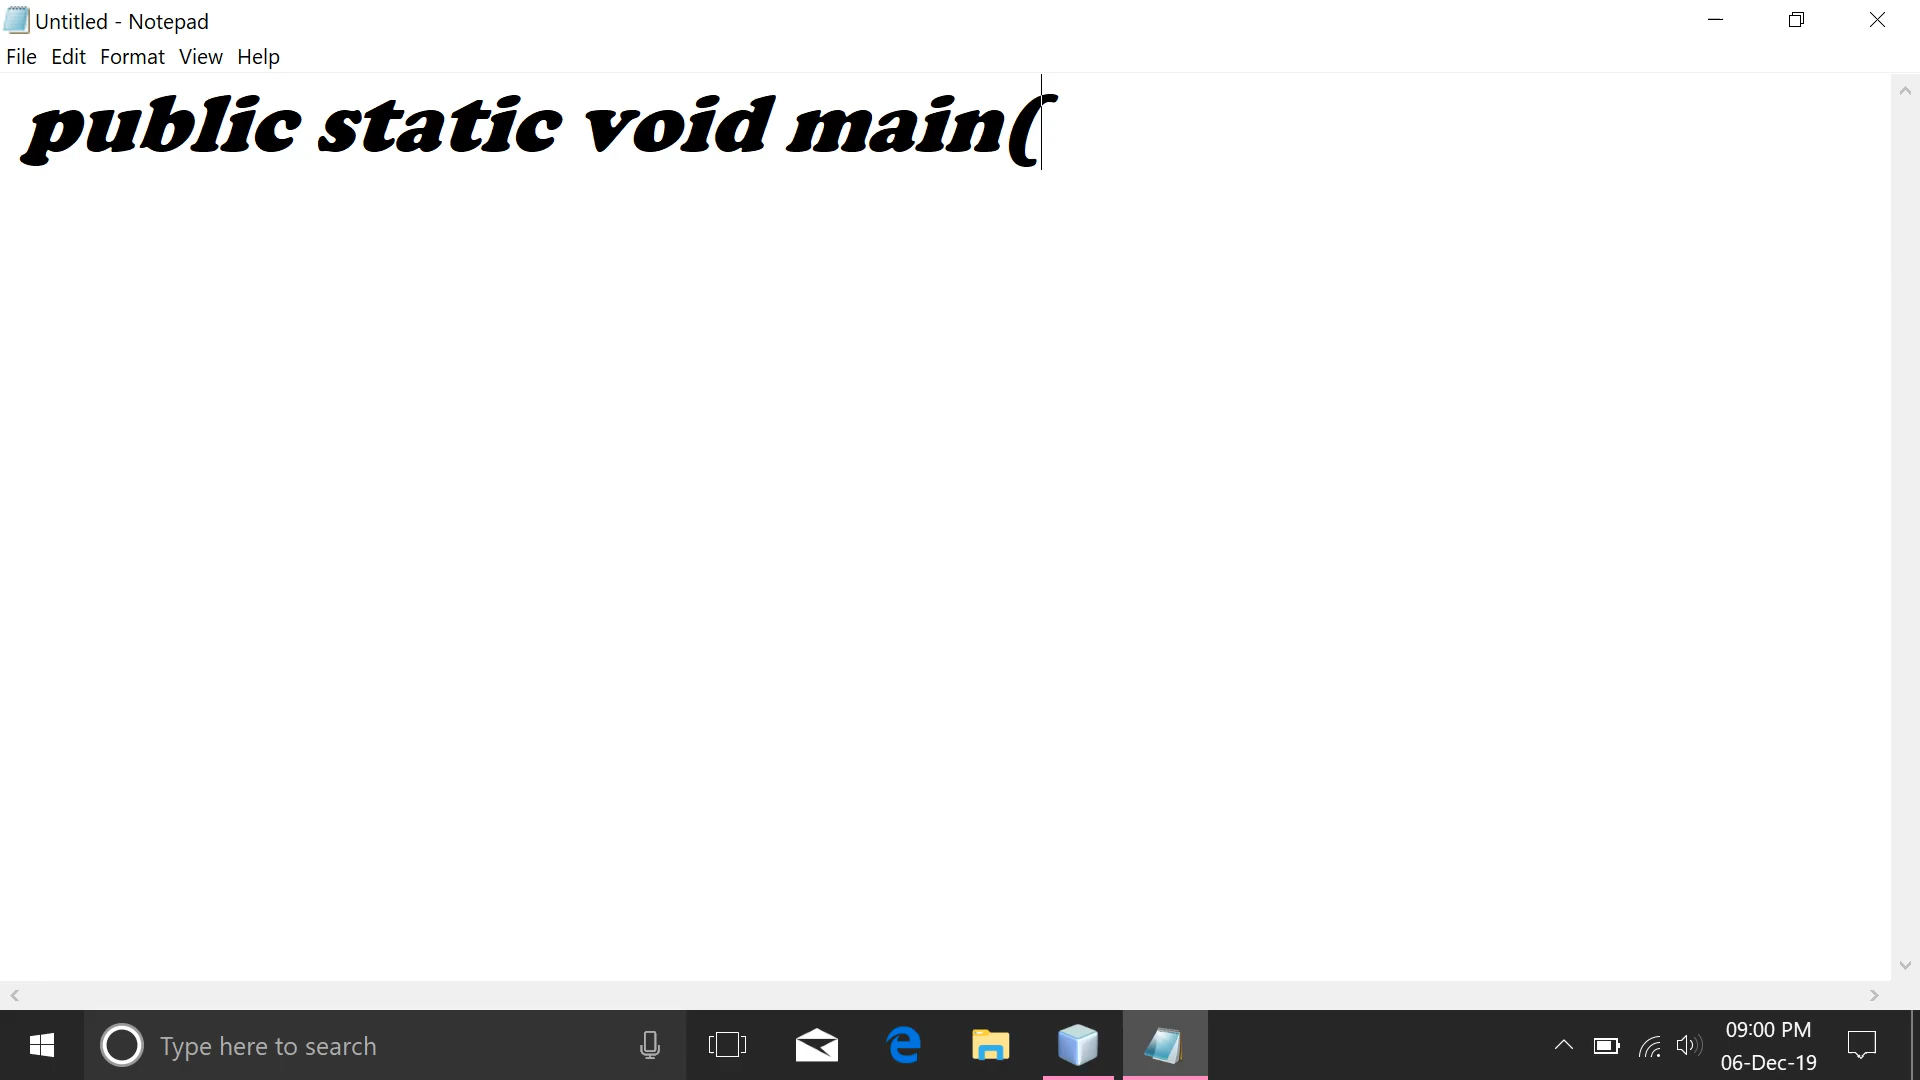 Untitled - Notepad
File Edit Format View Help
public static void main(
Type here to search
09:00 PM
06-Dec-19